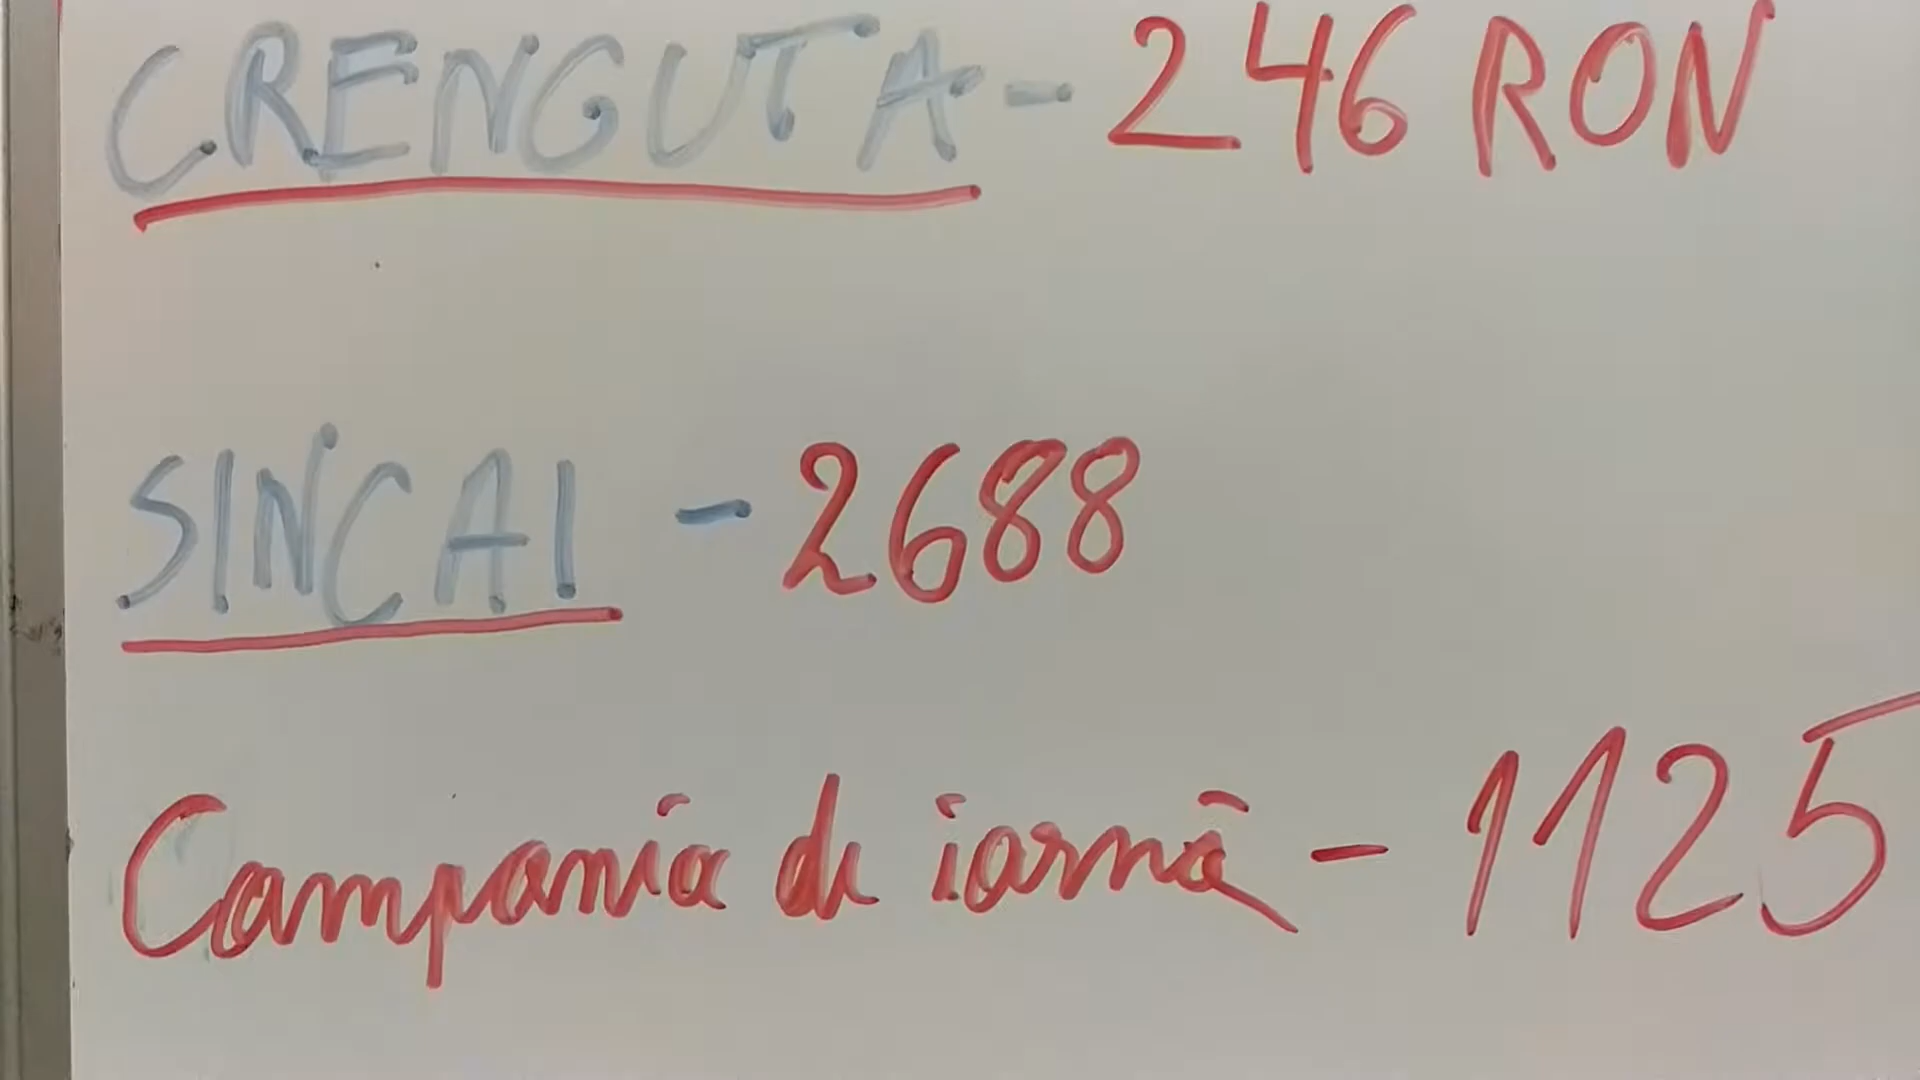 CRENGUTA - 246 RON
SINCAI - 2688
Campania de iarnă - 1125